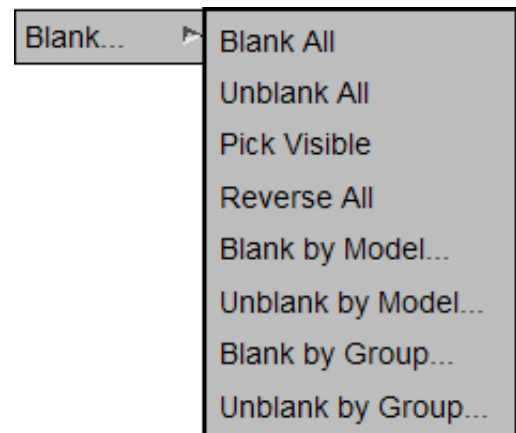 Blank...
Blank All
Unblank All
Pick Visible
Reverse All
Blank by Model...
Unblank by Model...
Blank by Group...
Unblank by Group...